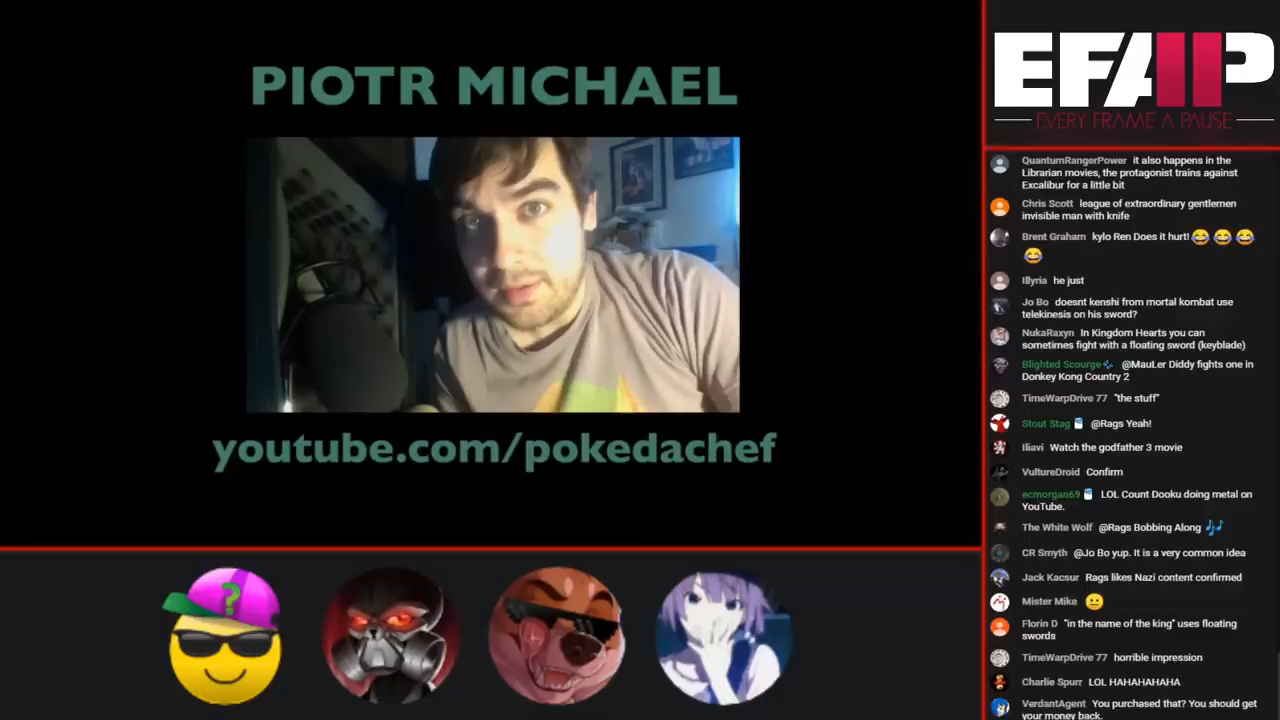 PIOTR MICHAEL
youtube.com/pokedachef
?
EFAP
EVERY FRAME A PAUSE
QuantumRangerPower it also happens in the
Librarian movies, the protagonist trains against
Excalibur for a little bit
Chris Scott league of extraordinary gentlemen
invisible man with knife
Brent Graham kylo Ren Does it hurt! 😂 😂 😂
😂
Illyria he just
Jo Bo doesnt kenshi from mortal kombat use
telekinesis on his sword?
NukaRaxyn In Kingdom Hearts you can
sometimes fight with a floating sword (keyblade)
Blighted Scourge @MauLer Diddy fights one in
Donkey Kong Country 2
TimeWarpDrive 77 "the stuff"
Stout Stag @Rags Yeah!
Iliavi Watch the godfather 3 movie
VultureDroid Confirm
ecmorgan69 LOL Count Dooku doing metal on
YouTube.
The White Wolf @Rags Bobbing Along 🎶
CR Smyth @Jo Bo yup. It is a very common idea
Jack Kacsur Rags likes Nazi content confirmed
Mister Mike 😐
Florin D "in the name of the king" uses floating
swords
TimeWarpDrive 77 horrible impression
Charlie Spurr LOL HAHAHAHAHA
VerdantAgent You purchased that? You should get
your money back.